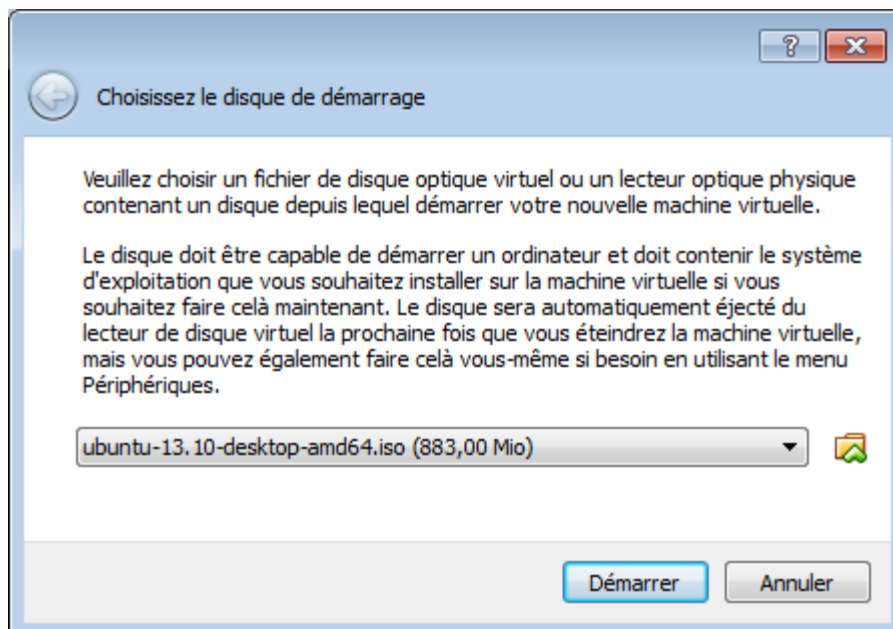 ?
Choisissez le disque de démarrage
Veuillez choisir un fichier de disque optique virtuel ou un lecteur optique physique
contenant un disque depuis lequel démarrer votre nouvelle machine virtuelle.
Le disque doit être capable de démarrer un ordinateur et doit contenir le système
d'exploitation que vous souhaitez installer sur la machine virtuelle si vous
souhaitez faire celà maintenant. Le disque sera automatiquement éjecté du
lecteur de disque virtuel la prochaine fois que vous éteindrez la machine virtuelle,
mais vous pouvez également faire celà vous-même si besoin en utilisant le menu
Périphériques.
ubuntu-13.10-desktop-amd64.iso (883,00 Mio)
Démarrer Annuler